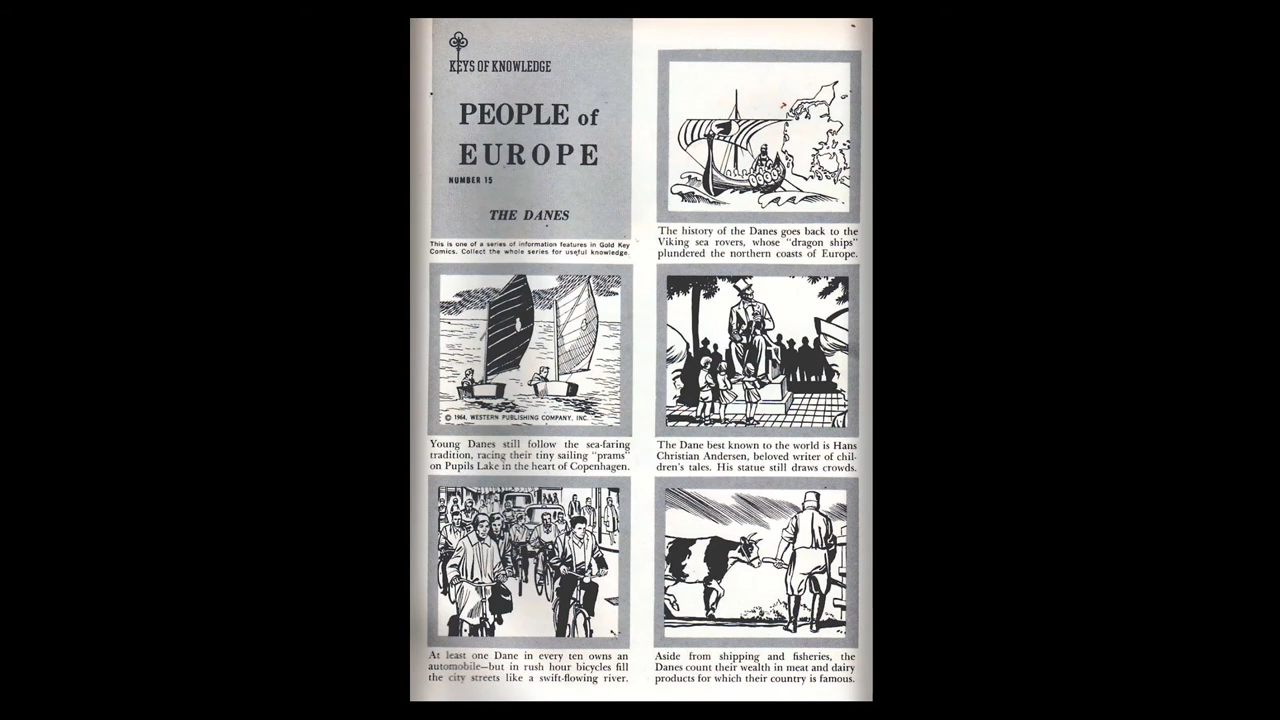 KEYS OF KNOWLEDGE
PEOPLE of
EUROPE
NUMBER 15
THE DANES
This is one of a series of information features in Gold Key
Comics. Collect the whole series for useful knowledge.
The history of the Danes goes back to the
Viking sea rovers, whose "dragon ships"
plundered the northern coasts of Europe.
© 1964, WESTERN PUBLISHING COMPANY, INC.
Young Danes still follow the sea-faring
tradition, racing their tiny sailing "prams"
on Pupils Lake in the heart of Copenhagen.
The Dane best known to the world is Hans
Christian Andersen, beloved writer of chil-
dren's tales. His statue still draws crowds.
At least one Dane in every ten owns an
automobile—but in rush hour bicycles fill
the city streets like a swift-flowing river.
Aside from shipping and fisheries, the
Danes count their wealth in meat and dairy
products for which their country is famous.